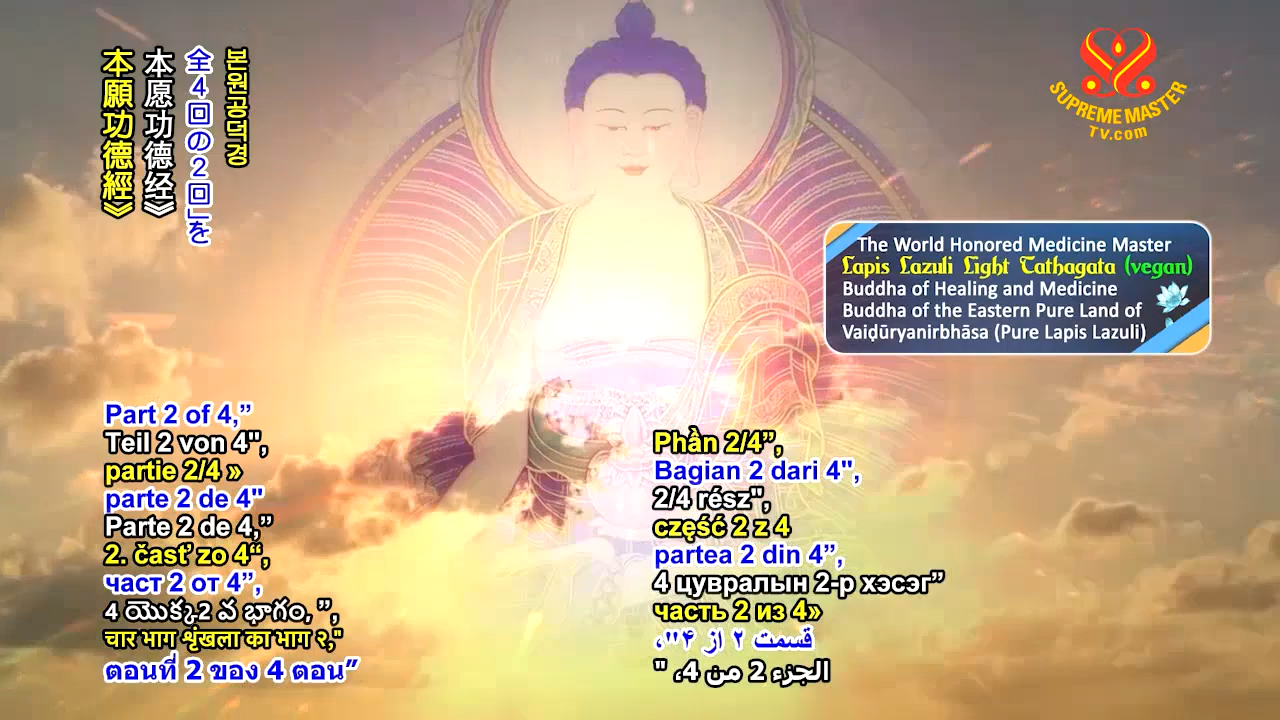 본원공덕경
全4回の2回」を
本愿功德经》
本願功德經》
SUPREME MASTER
TV.com
The World Honored Medicine Master
Lapis Lazuli Light Tathagata (vegan)
Buddha of Healing and Medicine
Buddha of the Eastern Pure Land of
Vaiḍūryanirbhāsa (Pure Lapis Lazuli)
Part 2 of 4,”
Teil 2 von 4",
partie 2/4 »
parte 2 de 4"
Parte 2 de 4,”
2. časť zo 4“,
част 2 от 4”,
4 యొక్క2 వ భాగం, ”,
चार भाग श्रृंखला का भाग २,"
ตอนที่ 2 ของ 4 ตอน”
Phần 2/4”,
Bagian 2 dari 4",
2/4 rész",
część 2 z 4
partea 2 din 4”,
4 цувралын 2-р хэсэг”
часть 2 из 4»
قسمت ۲ از ۴"،
الجزء 2 من 4، "